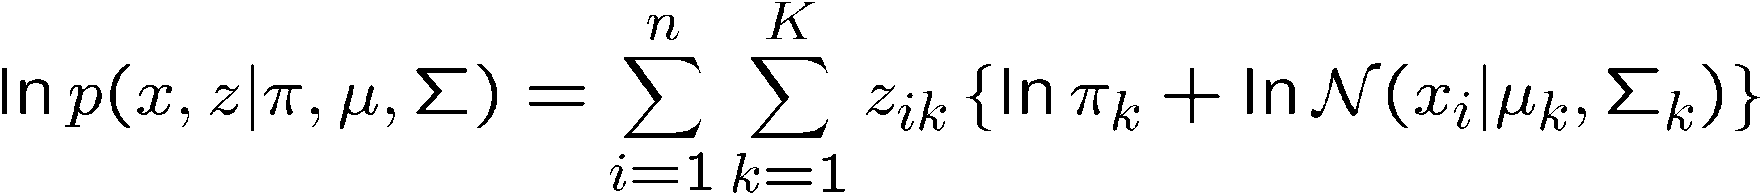 ln p(x, z|π, μ, Σ) = ∑_{i=1}^{n} ∑_{k=1}^{K} z_{ik} {ln π_k + ln 𝒩(x_i|μ_k, Σ_k)}